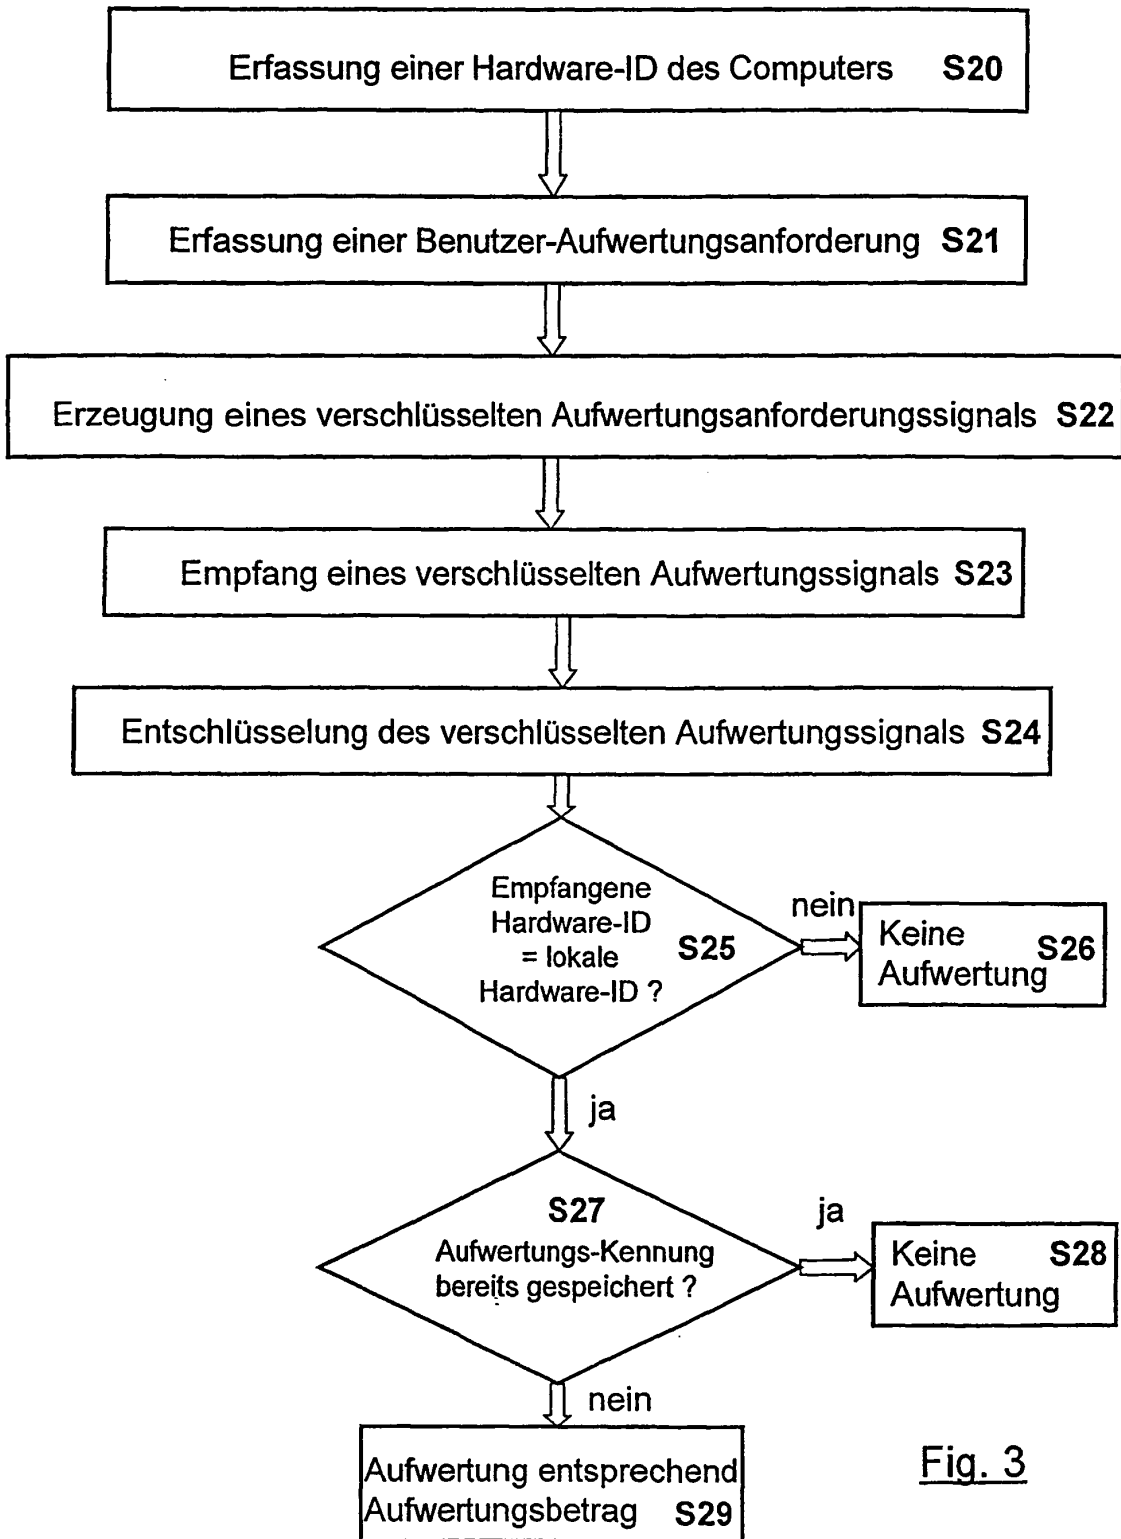 Erfassung einer Hardware-ID des Computers S20
Erfassung einer Benutzer-Aufwertungsanforderung S21
Erzeugung eines verschlüsselten Aufwertungsanforderungssignals S22
Empfang eines verschlüsselten Aufwertungssignals S23
Entschlüsselung des verschlüsselten Aufwertungssignals S24
Empfangene
Hardware-ID
= lokale
Hardware-ID ?
S25
nein
Keine
Aufwertung
S26
ja
S27
Aufwertungs-Kennung
bereits gespeichert ?
ja
Keine
Aufwertung
S28
nein
Aufwertung entsprechend
Aufwertungsbetrag S29
Fig. 3